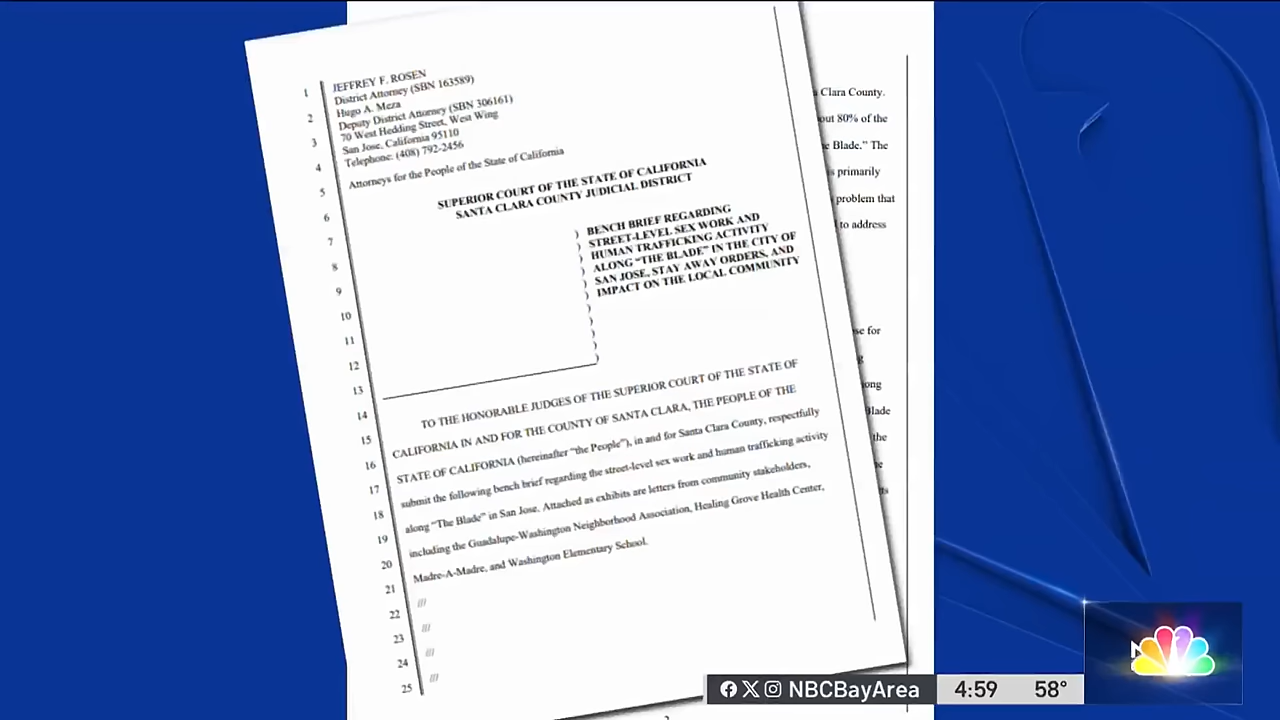 1 JEFFREY F. ROSEN
District Attorney (SBN 163589)
2 Hugo A. Meza
Deputy District Attorney (SBN 306161)
3 70 West Hedding Street, West Wing
San Jose, California 95110
4 Telephone: (408) 792-2456
5 Attorneys for the People of the State of California
6 SUPERIOR COURT OF THE STATE OF CALIFORNIA
SANTA CLARA COUNTY JUDICIAL DISTRICT
7 ) BENCH BRIEF REGARDING
) STREET-LEVEL SEX WORK AND
8 ) HUMAN TRAFFICKING ACTIVITY
) ALONG “THE BLADE” IN THE CITY OF
9 ) SAN JOSE, STAY AWAY ORDERS, AND
) IMPACT ON THE LOCAL COMMUNITY
10 )
11 )
12 )
13
14 TO THE HONORABLE JUDGES OF THE SUPERIOR COURT OF THE STATE OF
15 CALIFORNIA IN AND FOR THE COUNTY OF SANTA CLARA, THE PEOPLE OF THE
16 STATE OF CALIFORNIA (hereinafter “the People”), in and for Santa Clara County, respectfully
17 submit the following bench brief regarding the street-level sex work and human trafficking activity
18 along “The Blade” in San Jose. Attached as exhibits are letters from community stakeholders,
19 including the Guadalupe-Washington Neighborhood Association, Healing Grove Health Center,
20 Madre-A-Madre, and Washington Elementary School.
21 ///
22 ///
23 ///
24 ///
25
Clara County.
80% of the
Blade.” The
primarily
problem that
to address
for
the
NBCBayArea
4:59 58°